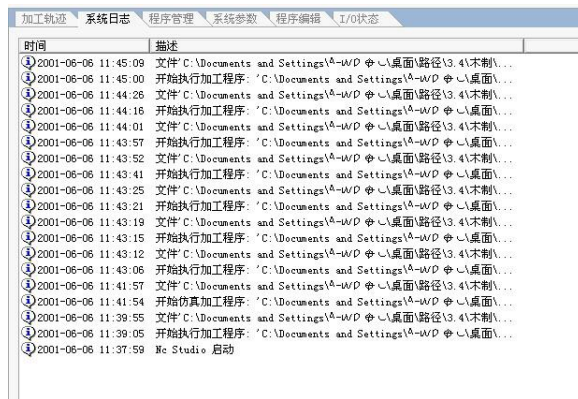 加工轨迹 系统日志 程序管理 系统参数 程序编辑 I/O状态
时间 描述
2001-06-06 11:45:09 文件'C:\Documents and Settings\桌面\路径\3.4\木制\...
2001-06-06 11:45:00 开始执行加工程序: 'C:\Documents and Settings\桌面\...
2001-06-06 11:44:26 文件'C:\Documents and Settings\桌面\路径\3.4\木制\...
2001-06-06 11:44:16 开始执行加工程序: 'C:\Documents and Settings\桌面\...
2001-06-06 11:44:01 文件'C:\Documents and Settings\桌面\路径\3.4\木制\...
2001-06-06 11:43:57 开始执行加工程序: 'C:\Documents and Settings\桌面\...
2001-06-06 11:43:52 文件'C:\Documents and Settings\桌面\路径\3.4\木制\...
2001-06-06 11:43:41 开始执行加工程序: 'C:\Documents and Settings\桌面\...
2001-06-06 11:43:25 文件'C:\Documents and Settings\桌面\路径\3.4\木制\...
2001-06-06 11:43:21 开始执行加工程序: 'C:\Documents and Settings\桌面\...
2001-06-06 11:43:19 文件'C:\Documents and Settings\桌面\路径\3.4\木制\...
2001-06-06 11:43:15 开始执行加工程序: 'C:\Documents and Settings\桌面\...
2001-06-06 11:43:12 文件'C:\Documents and Settings\桌面\路径\3.4\木制\...
2001-06-06 11:43:06 开始执行加工程序: 'C:\Documents and Settings\桌面\...
2001-06-06 11:41:57 文件'C:\Documents and Settings\桌面\路径\3.4\木制\...
2001-06-06 11:41:54 开始仿真加工程序: 'C:\Documents and Settings\桌面\...
2001-06-06 11:39:55 文件'C:\Documents and Settings\桌面\路径\3.4\木制\...
2001-06-06 11:39:05 开始执行加工程序: 'C:\Documents and Settings\桌面\...
2001-06-06 11:37:59 Nc Studio 启动